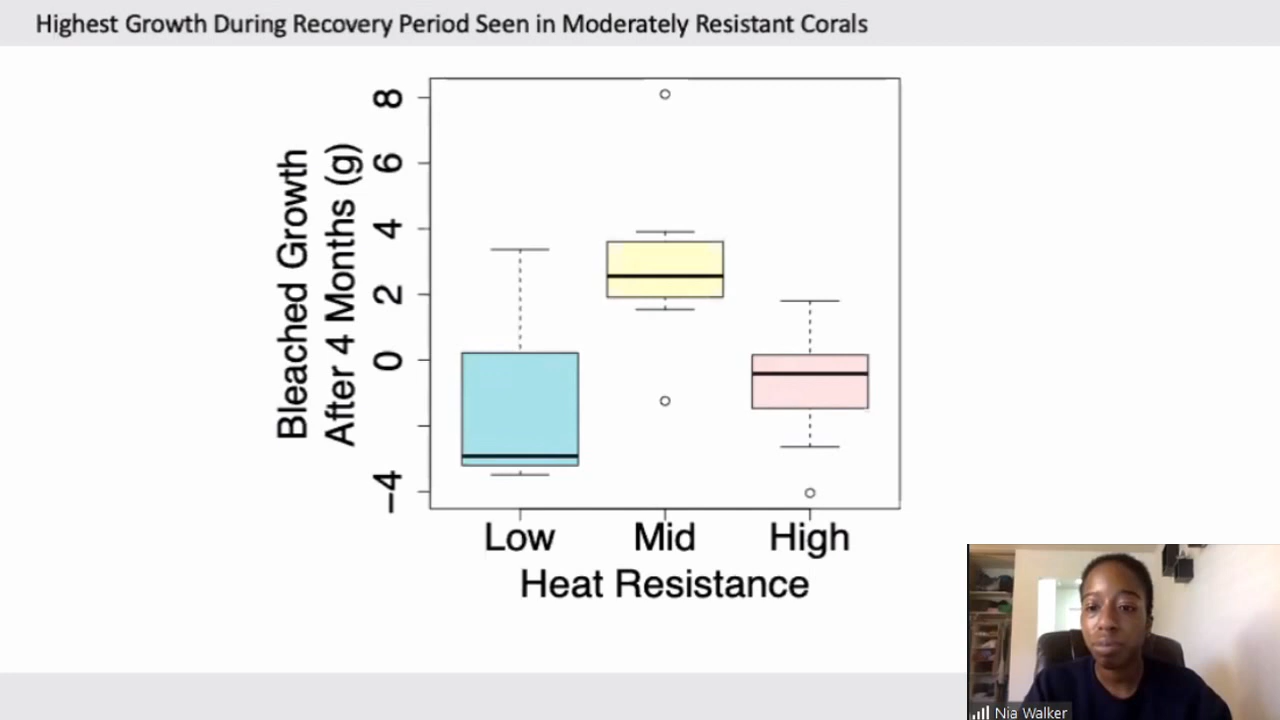 Highest Growth During Recovery Period Seen in Moderately Resistant Corals
Bleached Growth
After 4 Months (g)
8
6
4
2
0
−4
Low Mid High
Heat Resistance
Nia Walker